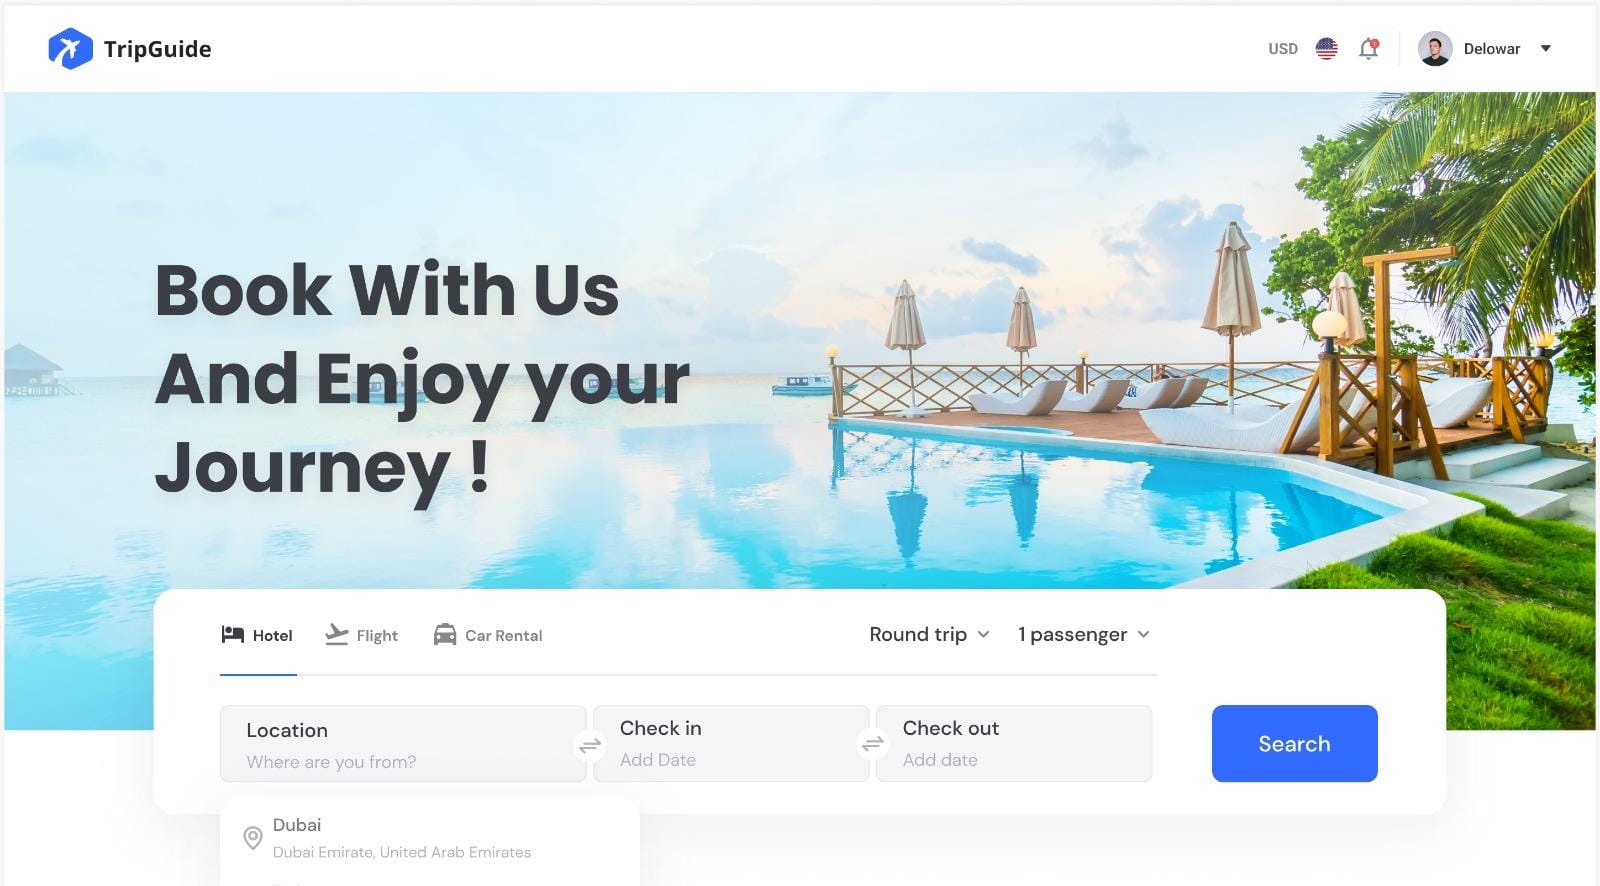 TripGuide
USD
Delowar
Book With Us
And Enjoy your
Journey !
Hotel
Flight
Car Rental
Round trip
1 passenger
Location
Where are you from?
Check in
Add Date
Check out
Add date
Search
Dubai
Dubai Emirate, United Arab Emirates